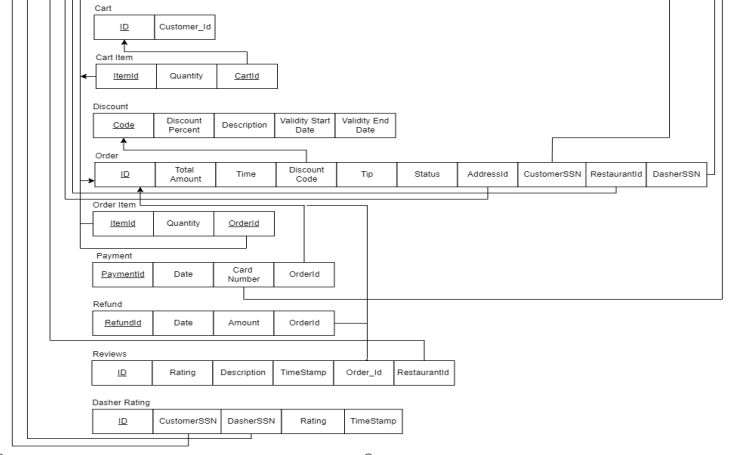 Cart
ID Customer_Id
Cart Item
ItemId Quantity CartId
Discount
Code Discount Percent Description Validity Start Date Validity End Date
Order
ID Total Amount Time Discount Code Tip Status AddressId CustomerSSN RestaurantId DasherSSN
Order Item
ItemId Quantity OrderId
Payment
PaymentId Date Card Number OrderId
Refund
RefundId Date Amount OrderId
Reviews
ID Rating Description TimeStamp Order_Id RestaurantId
Dasher Rating
ID CustomerSSN DasherSSN Rating TimeStamp